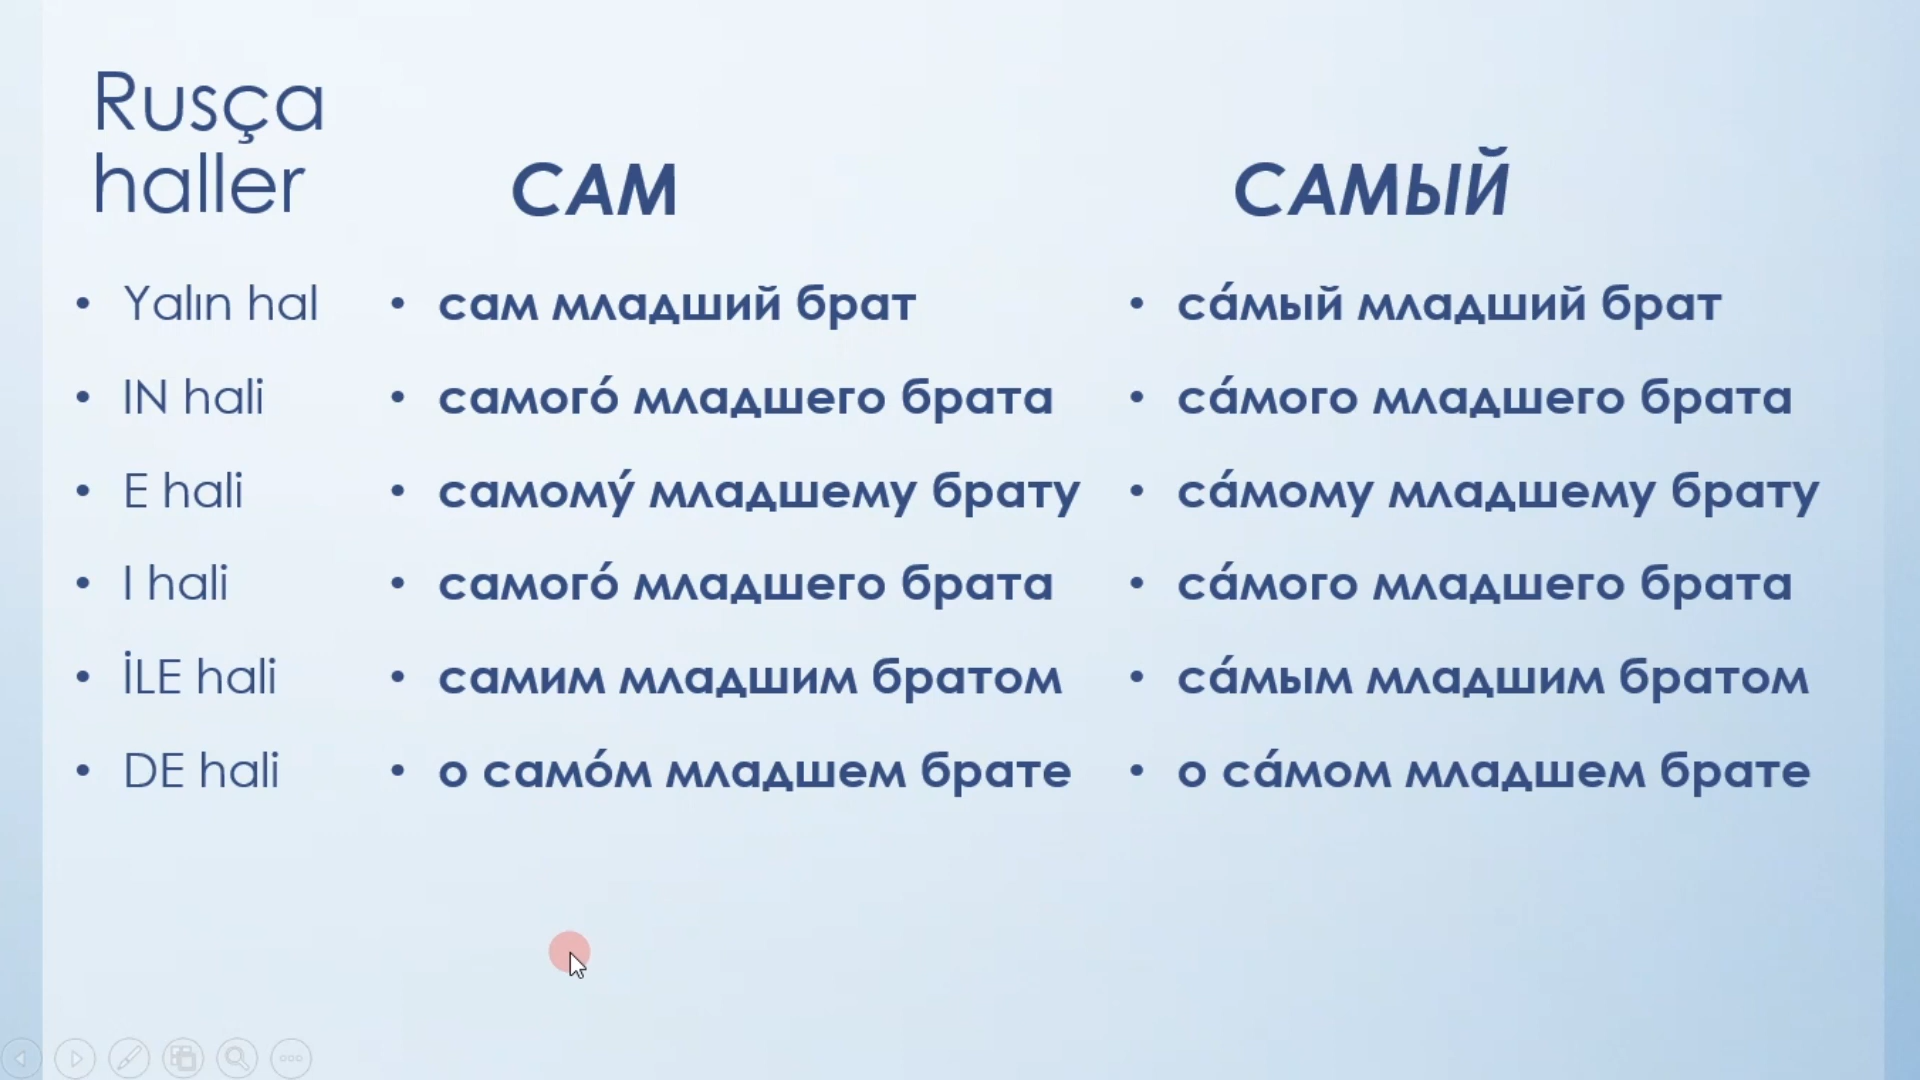 Rusça
haller
САМ
САМЫЙ
• Yalın hal
• сам младший брат
• са́мый младший брат
• IN hali
• самого́ младшего брата
• са́мого младшего брата
• E hali
• самому́ младшему брату
• са́мому младшему брату
• I hali
• самого́ младшего брата
• са́мого младшего брата
• İLE hali
• самим младшим братом
• са́мым младшим братом
• DE hali
• о само́м младшем брате
• о са́мом младшем брате